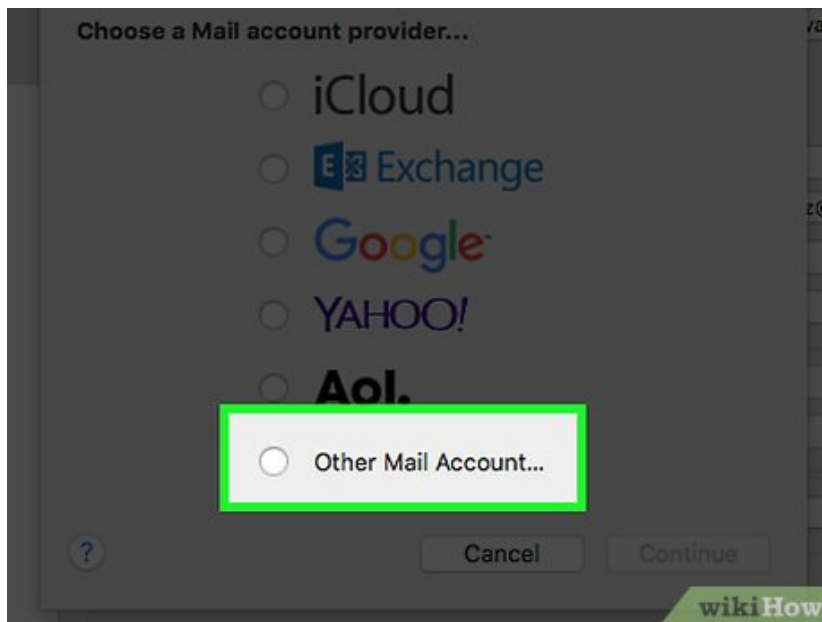 Choose a Mail account provider...
iCloud
E Exchange
Google
YAHOO!
Aol.
Other Mail Account...
?
Cancel
Continue
wikiHow